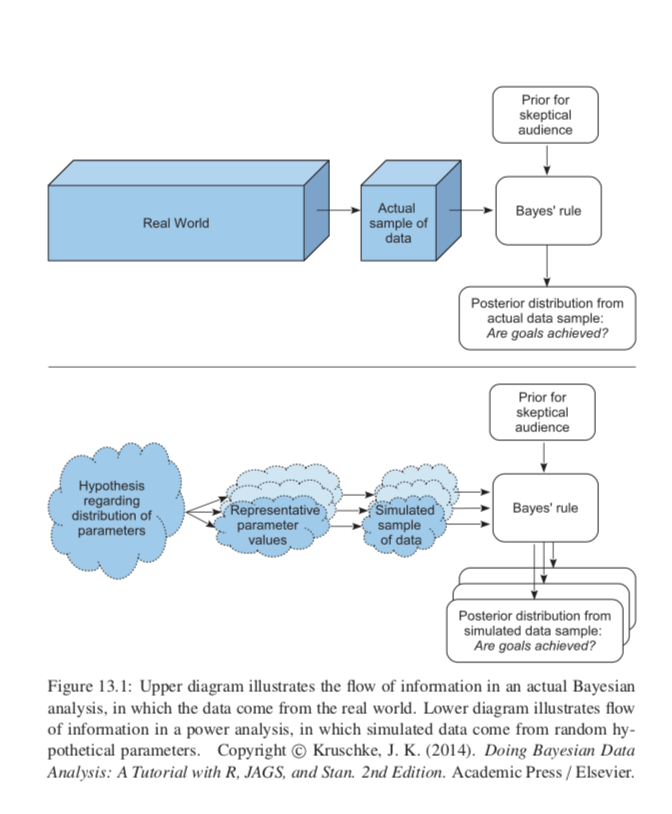 Prior for
skeptical
audience
Real World
Actual
sample of
data
Bayes' rule
Posterior distribution from
actual data sample:
Are goals achieved?
Prior for
skeptical
audience
Hypothesis
regarding
distribution of
parameters
Representative
parameter
values
Simulated
sample
of data
Bayes' rule
Posterior distribution from
simulated data sample:
Are goals achieved?
Figure 13.1: Upper diagram illustrates the flow of information in an actual Bayesian
analysis, in which the data come from the real world. Lower diagram illustrates flow
of information in a power analysis, in which simulated data come from random hy-
pothetical parameters. Copyright © Kruschke, J. K. (2014). Doing Bayesian Data
Analysis: A Tutorial with R, JAGS, and Stan. 2nd Edition. Academic Press / Elsevier.